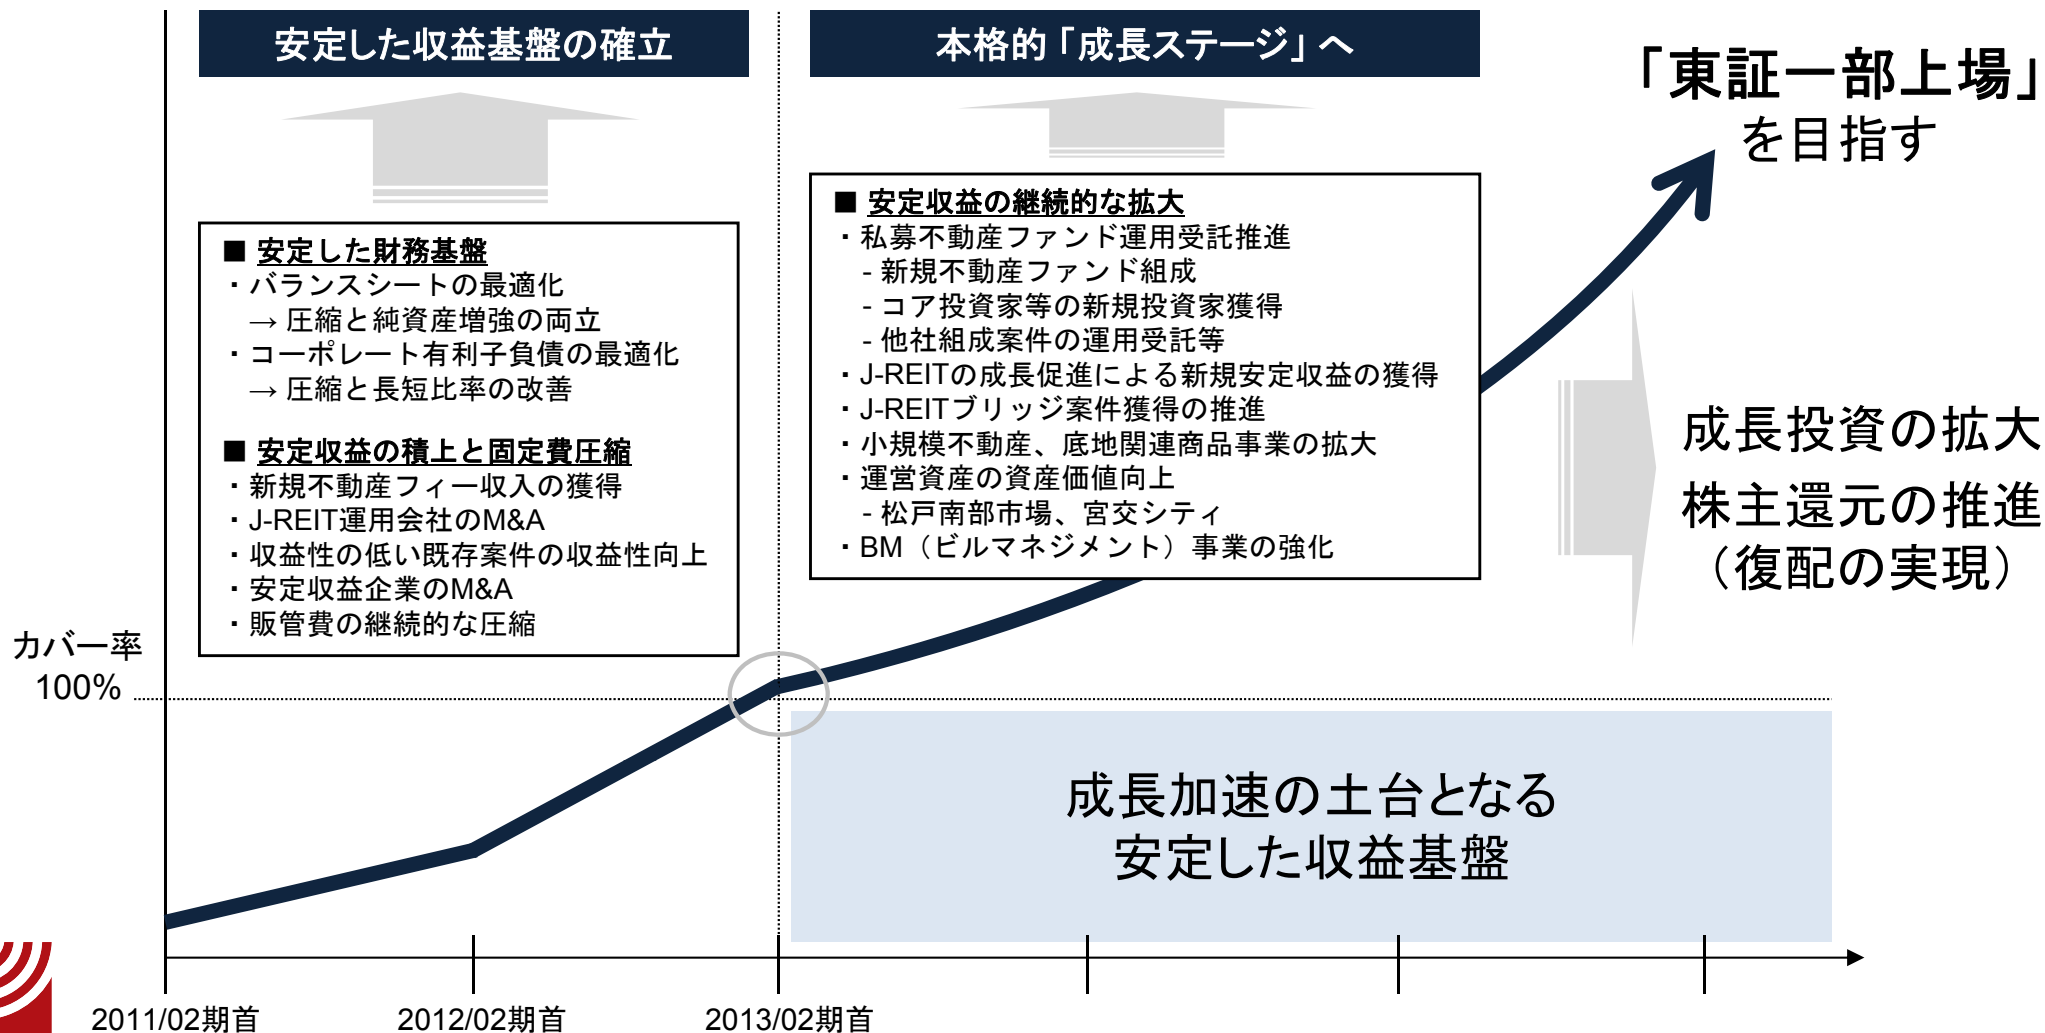 安定した収益基盤の確立
本格的「成長ステージ」へ
「東証一部上場」
を目指す
■ 安定した財務基盤
・バランスシートの最適化
→ 圧縮と純資産増強の両立
・コーポレート有利子負債の最適化
→ 圧縮と長短比率の改善
■ 安定収益の積上と固定費圧縮
・新規不動産フィー収入の獲得
・J-REIT運用会社のM&A
・収益性の低い既存案件の収益性向上
・安定収益企業のM&A
・販管費の継続的な圧縮
■ 安定収益の継続的な拡大
・私募不動産ファンド運用受託推進
- 新規不動産ファンド組成
- コア投資家等の新規投資家獲得
- 他社組成案件の運用受託等
・J-REITの成長促進による新規安定収益の獲得
・J-REITブリッジ案件獲得の推進
・小規模不動産、底地関連商品事業の拡大
・運営資産の資産価値向上
- 松戸南部市場、宮交シティ
・BM（ビルマネジメント）事業の強化
成長投資の拡大
株主還元の推進
（復配の実現）
カバー率
100%
成長加速の土台となる
安定した収益基盤
2011/02期首
2012/02期首
2013/02期首